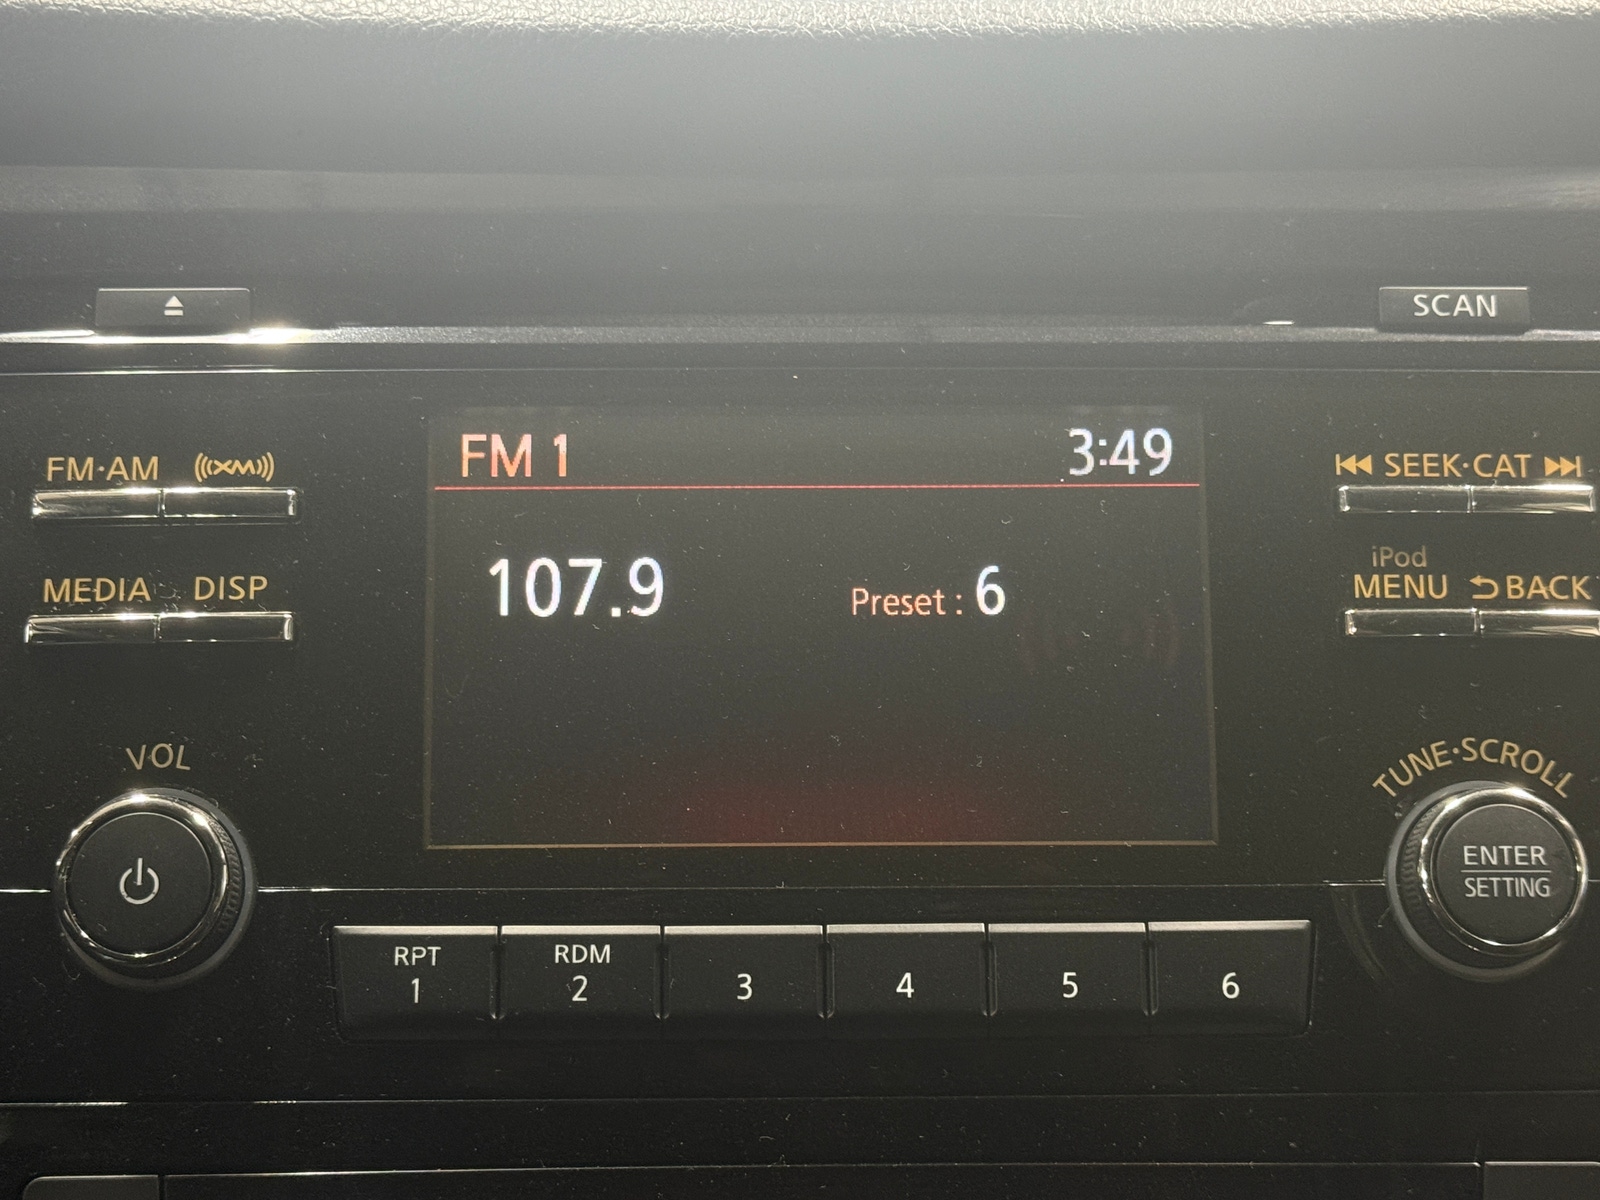 SCAN
FM·AM
XM
FM 1
3:49
SEEK·CAT
107.9
Preset : 6
iPod
MEDIA
DISP
MENU
BACK
VOL
TUNE·SCROLL
ENTER
SETTING
RPT
RDM
1
2
3
4
5
6